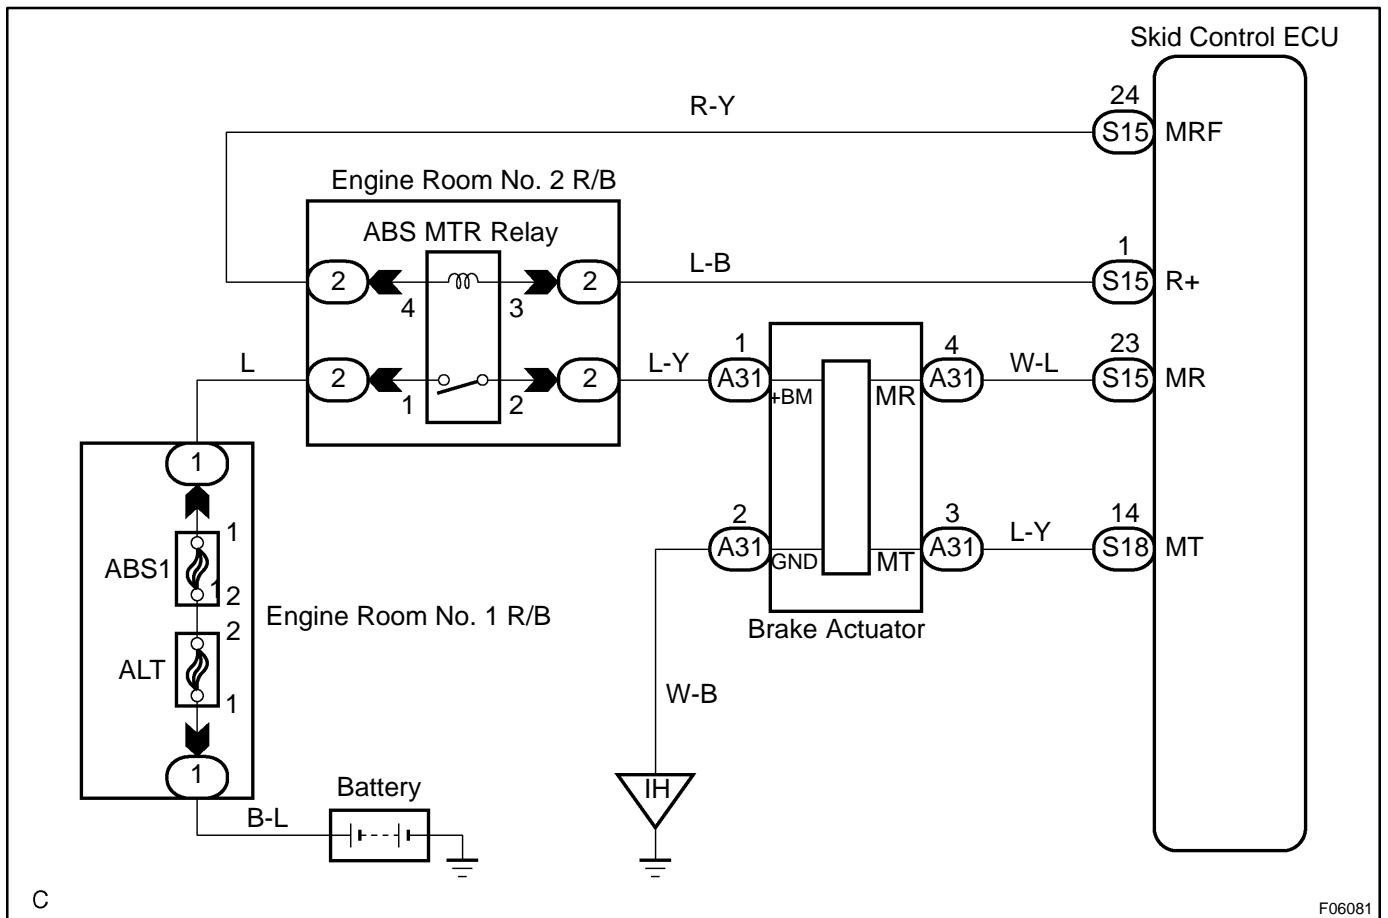 Skid Control ECU
24
R-Y
S15 MRF
Engine Room No. 2 R/B
ABS MTR Relay
1
L-B
2 2 S15 R+
4 3
1 4 23
L L-Y W-L
2 2 A31 A31 S15 MR
+BM MR
1 2
1
2 3 14
1 L-Y
A31 A31 S18 MT
GND MT
ABS1
1 2
Engine Room No. 1 R/B
2
Brake Actuator
ALT
1
W-B
1
Battery IH
B-L
C
F06081